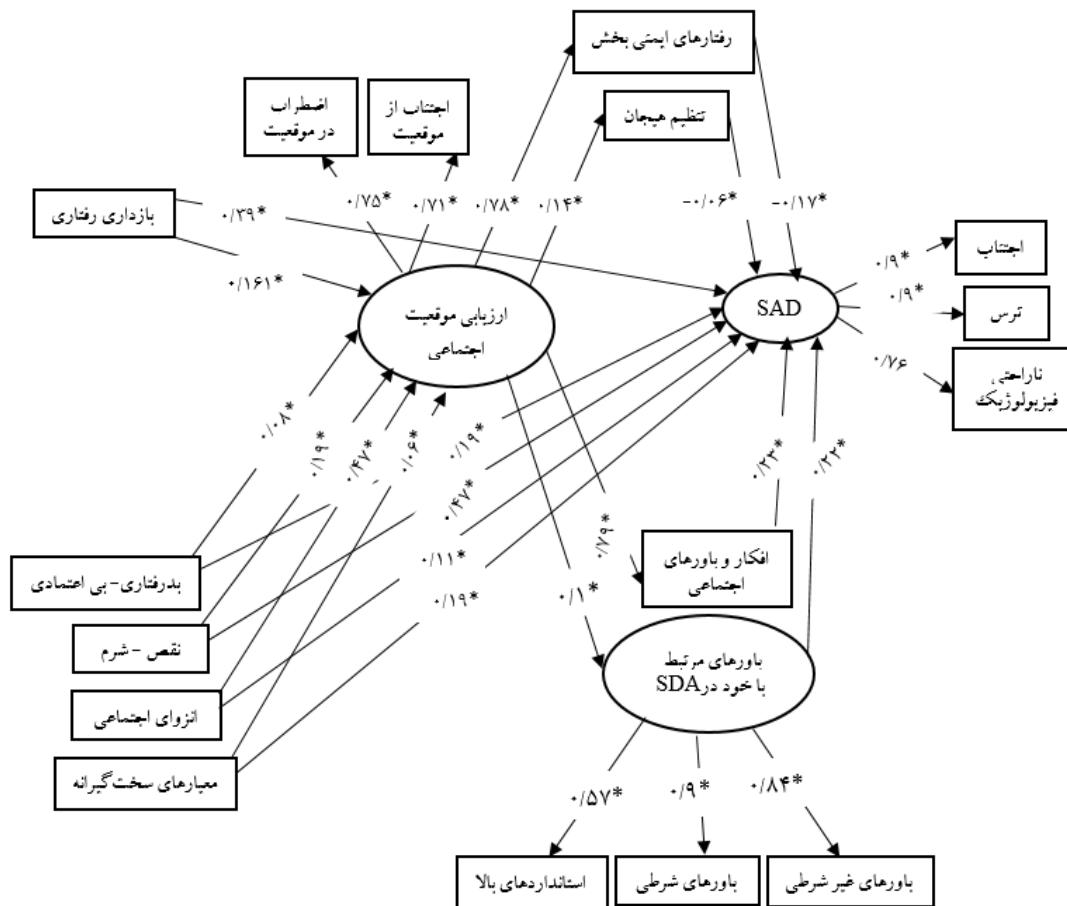 رفتارهای ایمنی بخش
تنظیم هیجان
اجتناب از
موقعیت
اضطراب
در موقعیت
بازداری رفتاری
۰/۳۹*
۰/۱۶۱*
۰/۷۵*
۰/۷۱*
۰/۷۸*
۰/۱۴*
-۰/۰۶*
-۰/۱۷*
ارزیابی موقعیت
اجتماعی
SAD
۰/۹*
۰/۹*
۰/۷۶
اجتناب
ترس
ناراحتی
فیزیولوژیک
۰/۰۸*
۰/۱۹*
۰/۴۷*
۰/۰۶*
۰/۱۹*
۰/۴۷*
۰/۱۱*
۰/۱۹*
۰/۷۹*
۰/۱*
۰/۲۳*
۰/۲۲*
بدرفتاری-بی اعتمادی
نقص - شرم
انزوای اجتماعی
معیارهای سخت‌گیرانه
افکار و باورهای
اجتماعی
باورهای مرتبط
با خود در SDA
۰/۵۷*
۰/۹*
۰/۸۴*
استانداردهای بالا
باورهای شرطی
باورهای غیر شرطی